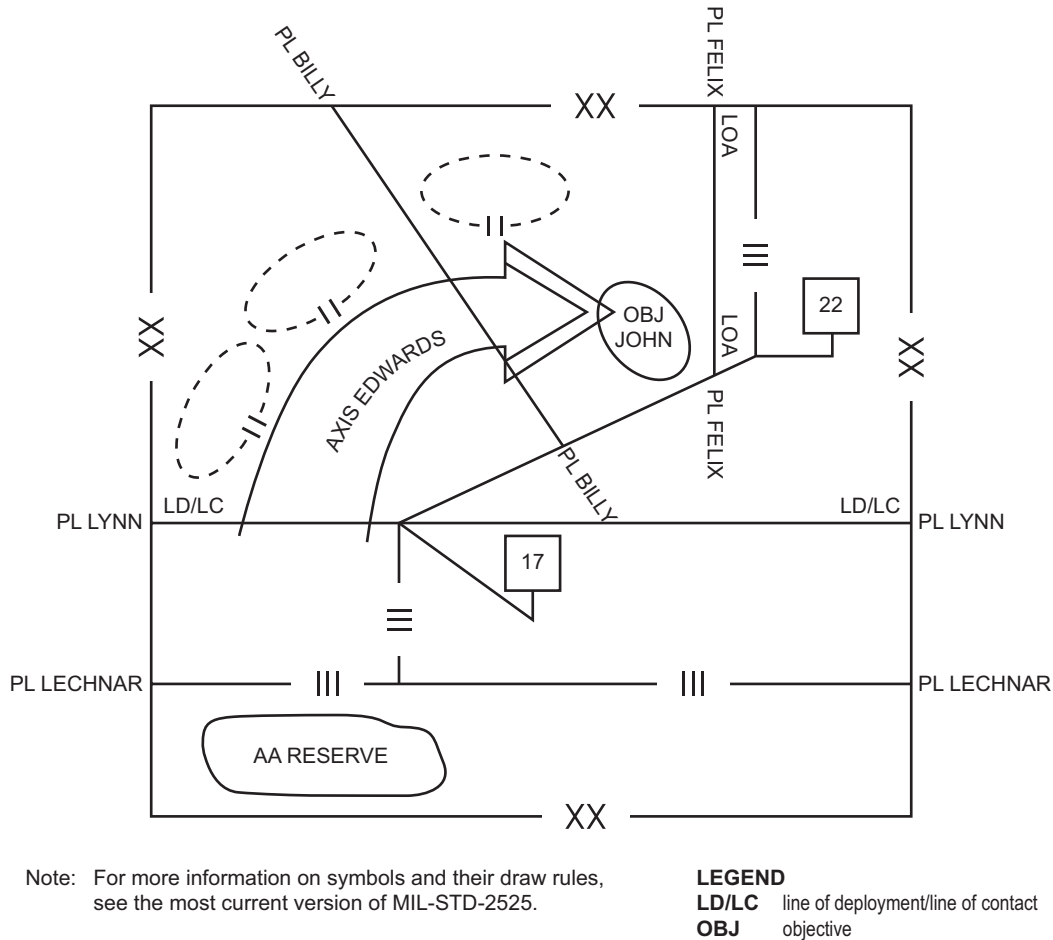 PL BILLY
PL FELIX
XX
LOA
22
OBJ
JOHN
XX
LOA
AXIS EDWARDS
XX
PL FELIX
PL BILLY
LD/LC
LD/LC
PL LYNN
PL LYNN
17
PL LECHNAR
PL LECHNAR
AA RESERVE
XX
Note: For more information on symbols and their draw rules,
see the most current version of MIL-STD-2525.
LEGEND
LD/LC line of deployment/line of contact
OBJ objective